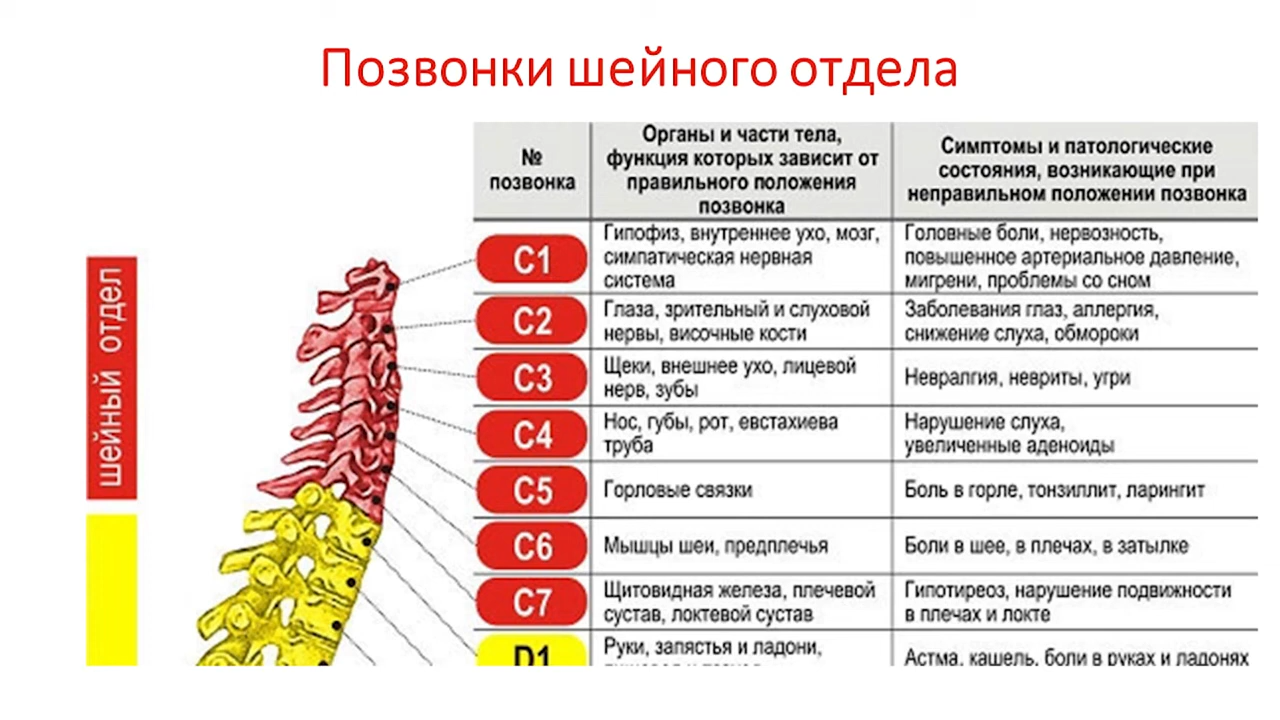 Позвонки шейного отдела
№
позвонка
Органы и части тела,
функция которых зависит от
правильного положения
позвонка
Симптомы и патологические
состояния, возникающие при
неправильном положении позвонка
шейный отдел
C1
Гипофиз, внутреннее ухо, мозг,
симпатическая нервная
система
Головные боли, нервозность,
повышенное артериальное давление,
мигрени, проблемы со сном
C2
Глаза, зрительный и слуховой
нервы, височные кости
Заболевания глаз, аллергия,
снижение слуха, обмороки
C3
Щеки, внешнее ухо, лицевой
нерв, зубы
Невралгия, невриты, угри
C4
Нос, губы, рот, евстахиева
труба
Нарушение слуха,
увеличенные аденоиды
C5
Горловые связки
Боль в горле, тонзиллит, ларингит
C6
Мышцы шеи, предплечья
Боли в шее, в плечах, в затылке
C7
Щитовидная железа, плечевой
сустав, локтевой сустав
Гипотиреоз, нарушение подвижности
в плечах и локте
D1
Руки, запястья и ладони,
Астма, кашель, боли в руках и ладонях